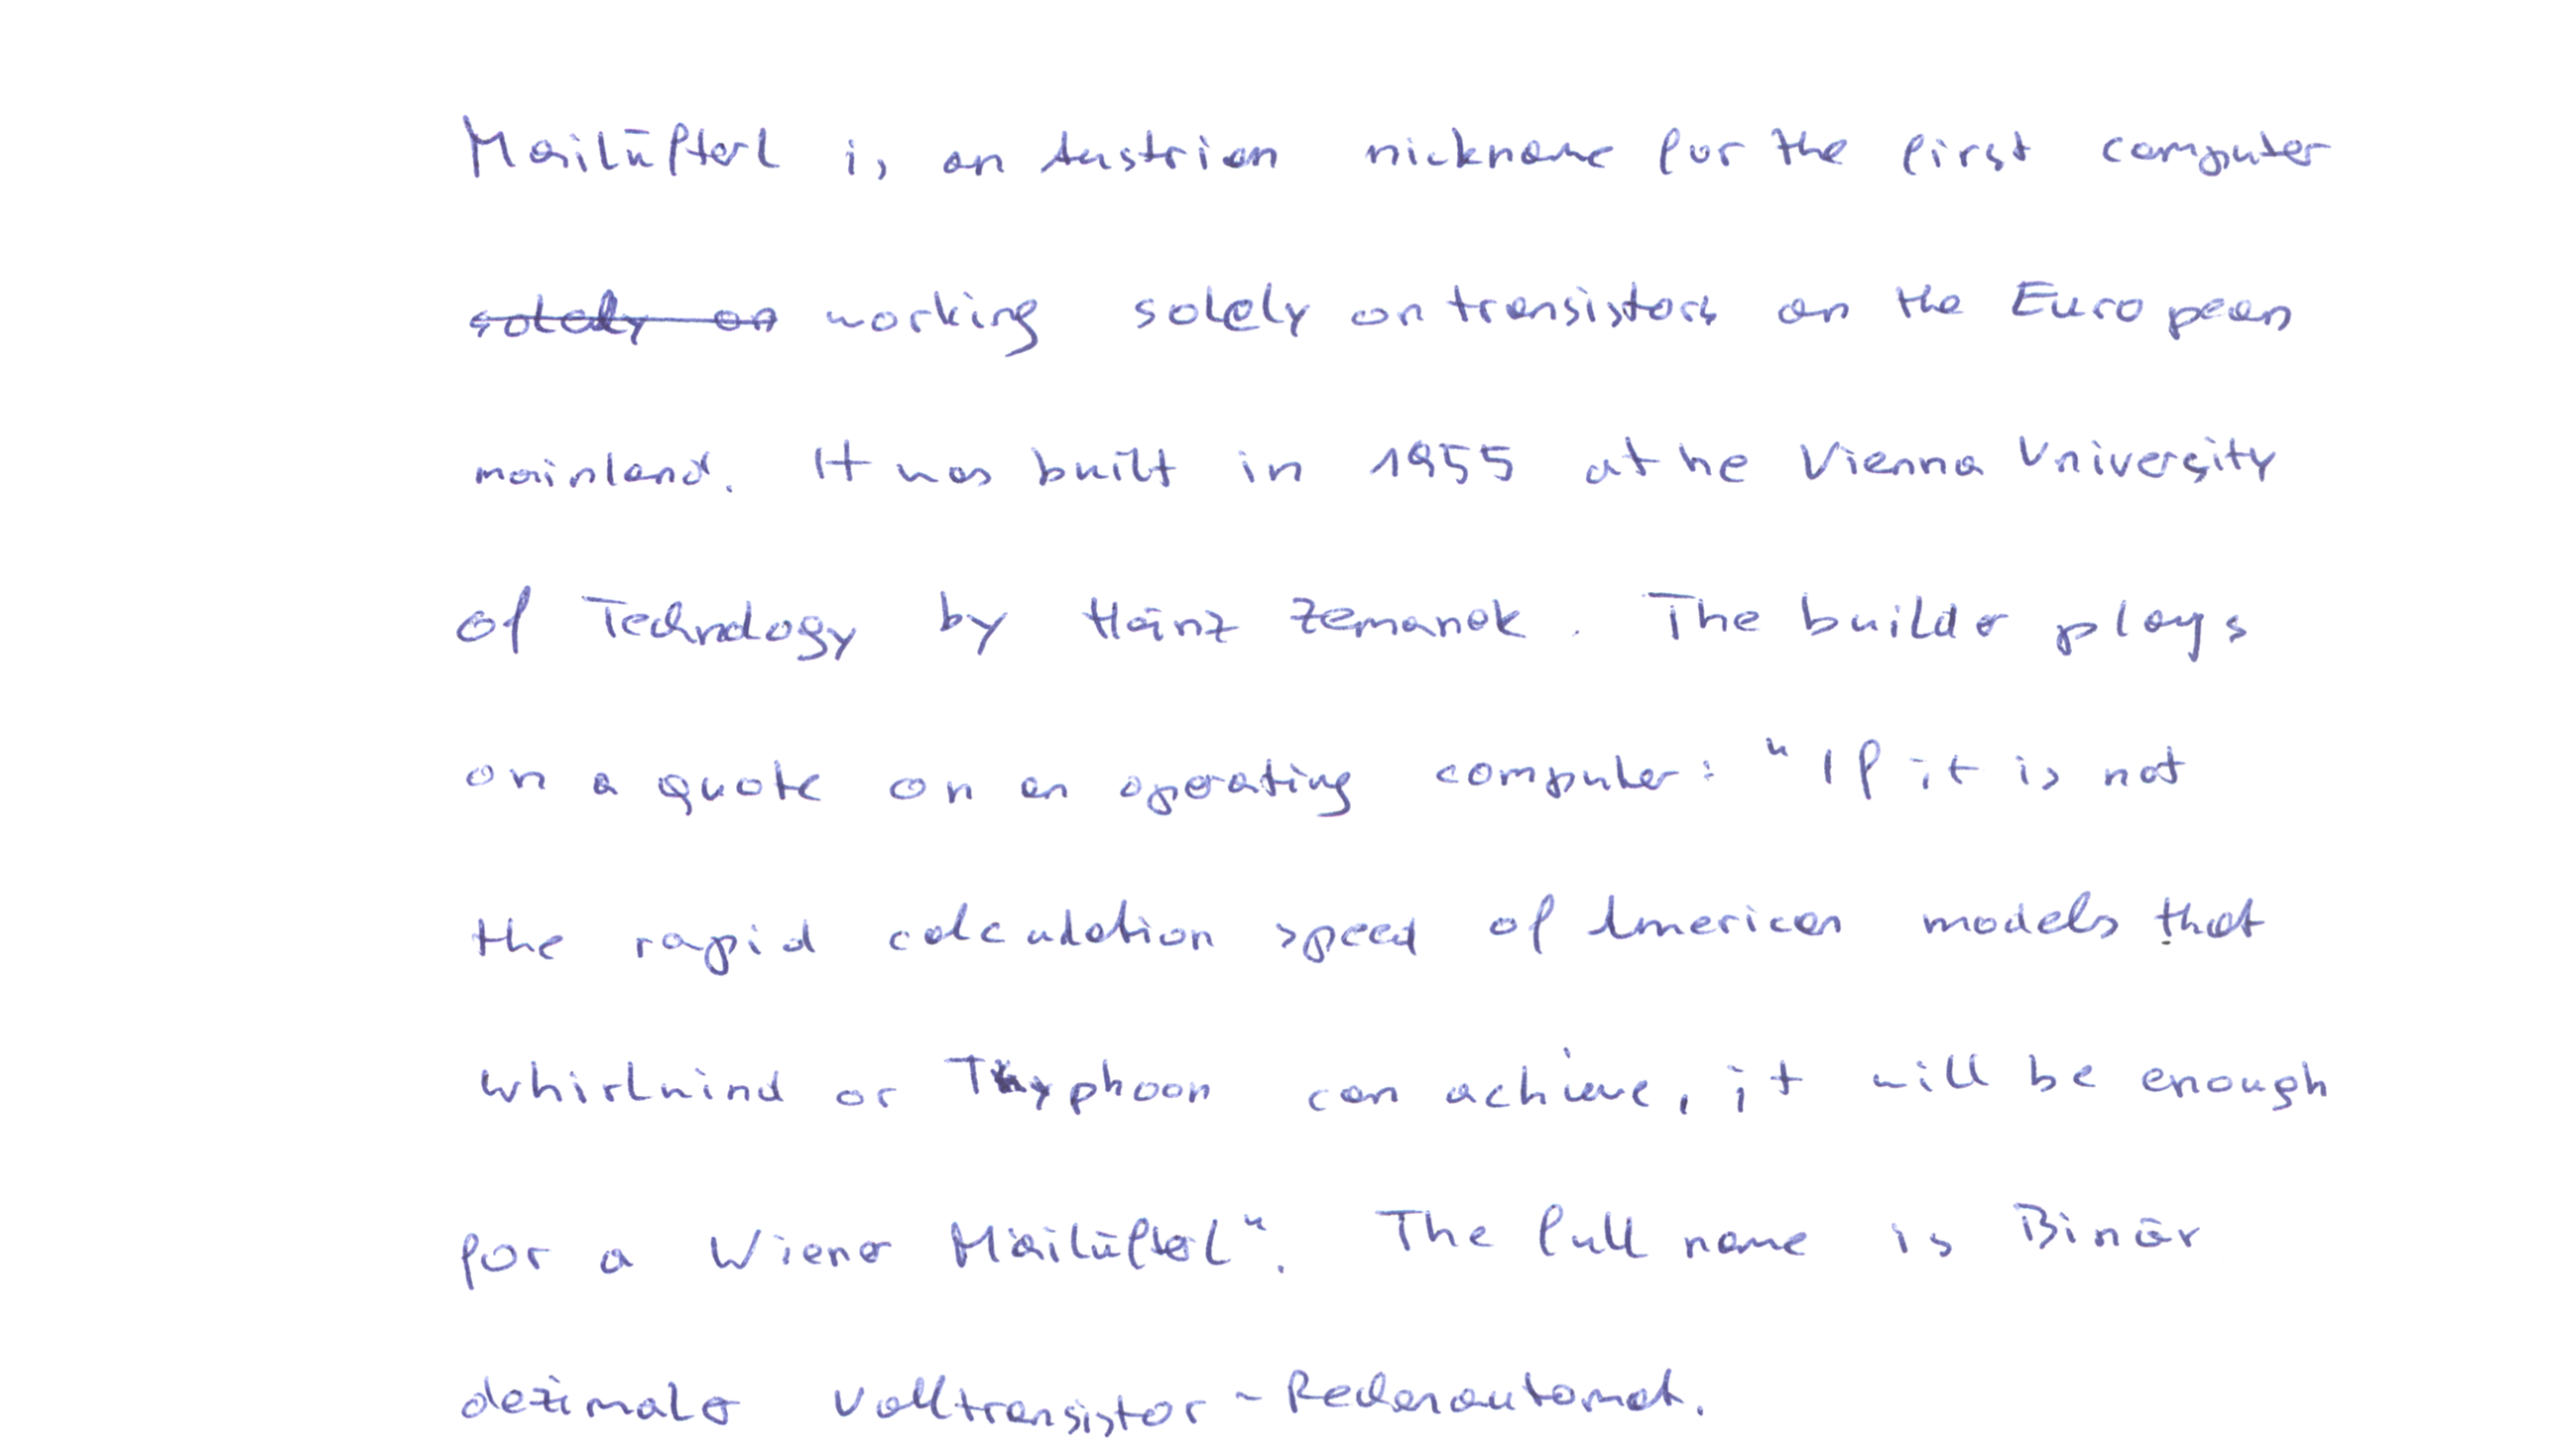 Mailüfterl is an Austrian nickname for the first computer
solely on working solely on transistors on the European
mainland. It was built in 1955 at he Vienna University
of Technology by Heinz Zemanek. The builder plays
on a quote on an operating computer: "If it is not
the rapid calculation speed of American models that
whirlwind or Typhoon can achieve, it will be enough
for a Wiener Mailüfterl". The full name is Binär
dezimaler Volltransistor-Rechenautomat.